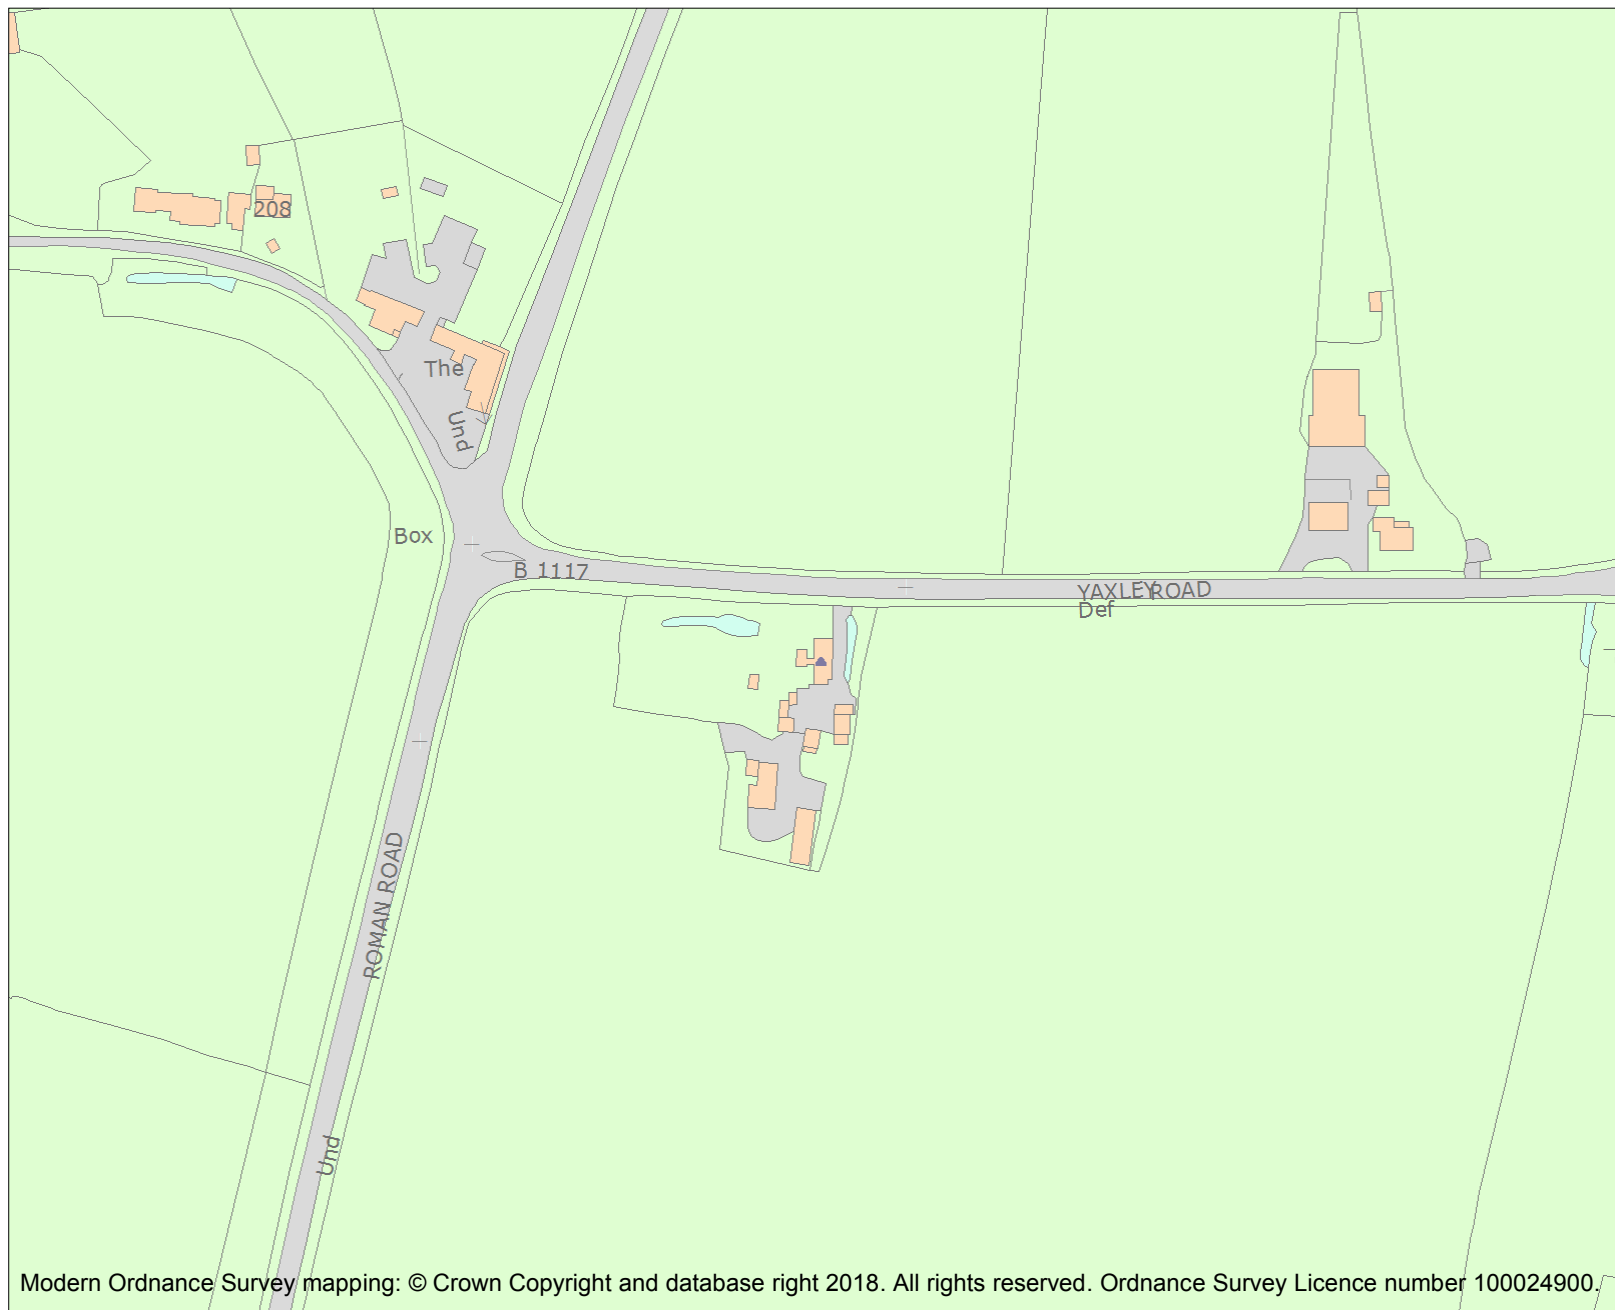 208
The
Und
Box
B 1117
YAXLEY ROAD
Def
ROMAN ROAD
Und
Modern Ordnance Survey mapping: © Crown Copyright and database right 2018. All rights reserved. Ordnance Survey Licence number 100024900.